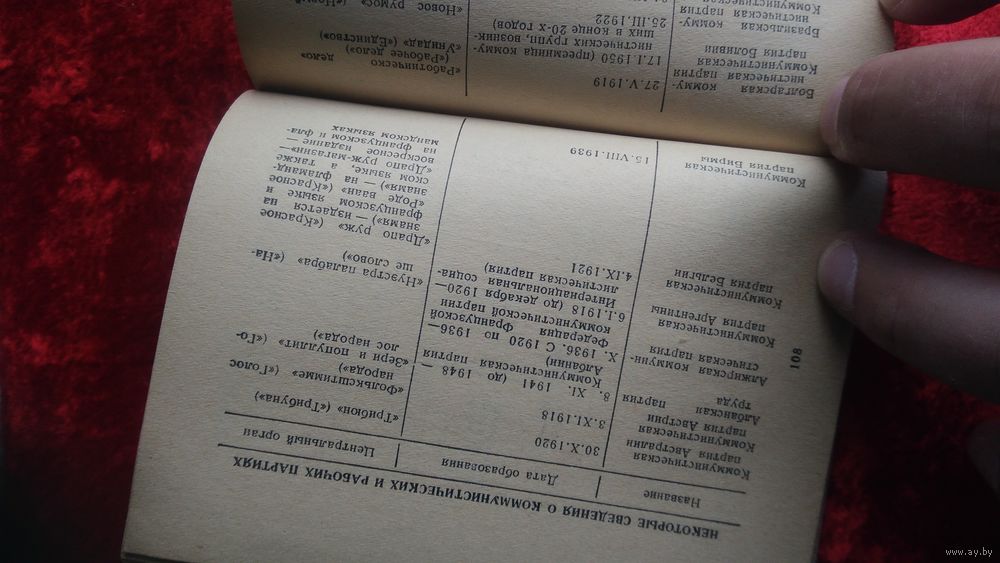 НЕКОТОРЫЕ СВЕДЕНИЯ О КОММУНИСТИЧЕСКИХ И РАБОЧИХ ПАРТИЯХ
Название
Дата образования
Центральный орган
Коммунистическая
партия Австралии
30.X.1920
«Трибюн» («Трибуна»)
Коммунистическая
партия Австрии
3.XI.1918
«Фольксштимме» («Голос
народа»)
Албанская партия
труда
8. XI. 1941 (до 1948 —
Коммунистическая партия
Албании)
«Зери и популлит» («Го-
лос народа»)
Алжирская коммуни-
стическая партия
X. 1936. С 1920 по 1936—
Федерация Французской
коммунистической партии
Коммунистическая
партия Аргентины
6.I.1918 (до декабря 1920—
Интернациональная социа-
листическая партия)
«Нуэстра палабра» («На-
ше слово»)
Коммунистическая
партия Бельгии
4.IX.1921
«Драпо руж» («Красное
знамя») — издается на
французском языке и
«Роде ваан» («Красное
знамя») — на фламанд-
ском языке, а также
«Драпо руж-магазин» —
воскресное издание —
на французском и фла-
мандском языках
Коммунистическая
партия Бирмы
15.VIII.1939
108
Болгарская комму-
нистическая партия
27.V.1919
«Работническо дело»
(«Рабочее дело»)
Коммунистическая
партия Боливии
17.I.1950 (преемница комму-
нистических групп, возник-
ших в конце 20-х годов)
«Унидад» («Единство»)
Бразильская комму-
нистическая партия
25.III.1922
«Новос румос» («Новый